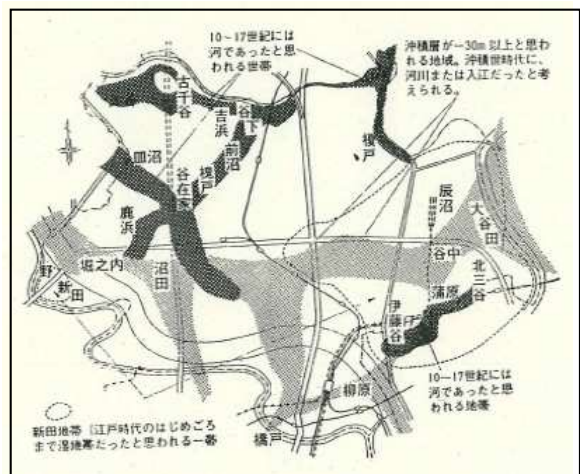 10～17世紀には
河であったと思
われる世帯
沖積層が－30m以上と思わ
れる地域。沖積世時代に、
河川または入江だったと考
えられる。
古千谷
谷下
吉浜
前沼
榎戸
皿沼
槐戸
谷在家
鹿浜
辰沼
大谷田
谷中
北三谷
堀之内
沼田
野新田
蒲原
伊藤谷
柳原
橋戸
10―17世紀には
河であったと思
われる地帯
新田地帯（江戸時代のはじめごろ
まで湿地帯だったと思われる一帯